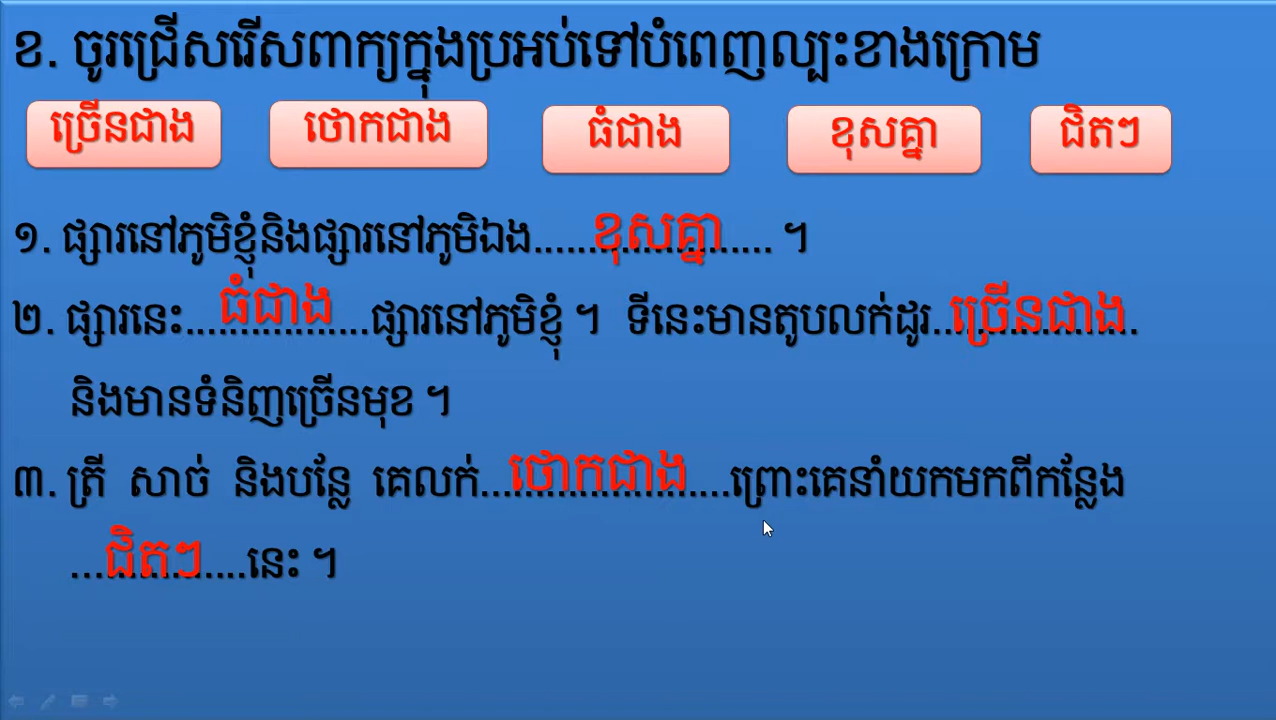 ខ. ចូរជ្រើសរើសពាក្យក្នុងប្រអប់ទៅបំពេញល្បះខាងក្រោម
ច្រើនជាង ថោកជាង ធំជាង ខុសគ្នា ជិតៗ
១. ផ្សារនៅភូមិខ្ញុំនិងផ្សារនៅភូមិឯង......ខុសគ្នា...... ។
២. ផ្សារនេះ......ធំជាង......ផ្សារនៅភូមិខ្ញុំ ។ ទីនេះមានតូបលក់ដូរ......ច្រើនជាង......
និងមានទំនិញច្រើនមុខ ។
៣. ត្រី សាច់ និងបន្លែ គេលក់......ថោកជាង......ព្រោះគេនាំយកមកពីកន្លែង
......ជិតៗ......នេះ ។